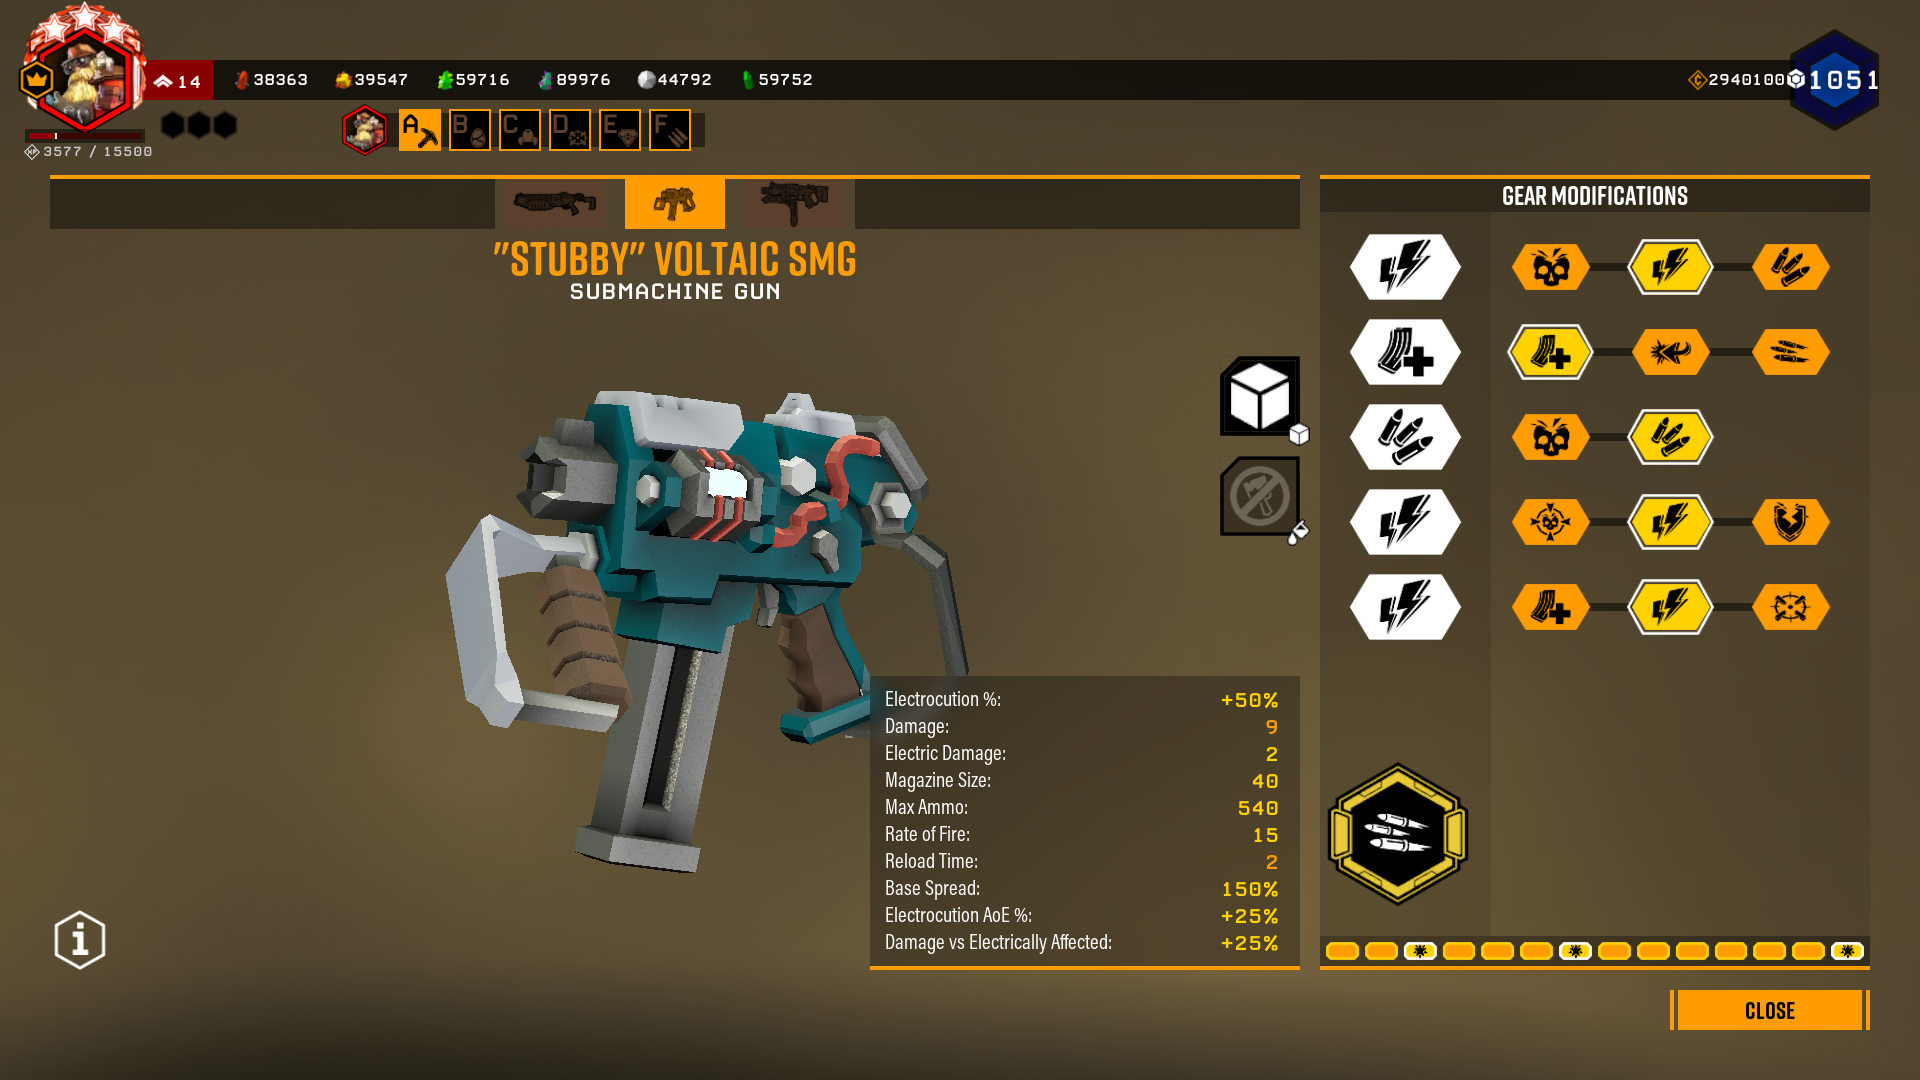 14 38363 39547 59716 89976 44792 59752 2940100 1051
3577 / 15500
A B C D E F
GEAR MODIFICATIONS
"STUBBY" VOLTAIC SMG
SUBMACHINE GUN
Electrocution %: +50%
Damage: 9
Electric Damage: 2
Magazine Size: 40
Max Ammo: 540
Rate of Fire: 15
Reload Time: 2
Base Spread: 150%
Electrocution AoE %: +25%
Damage vs Electrically Affected: +25%
CLOSE